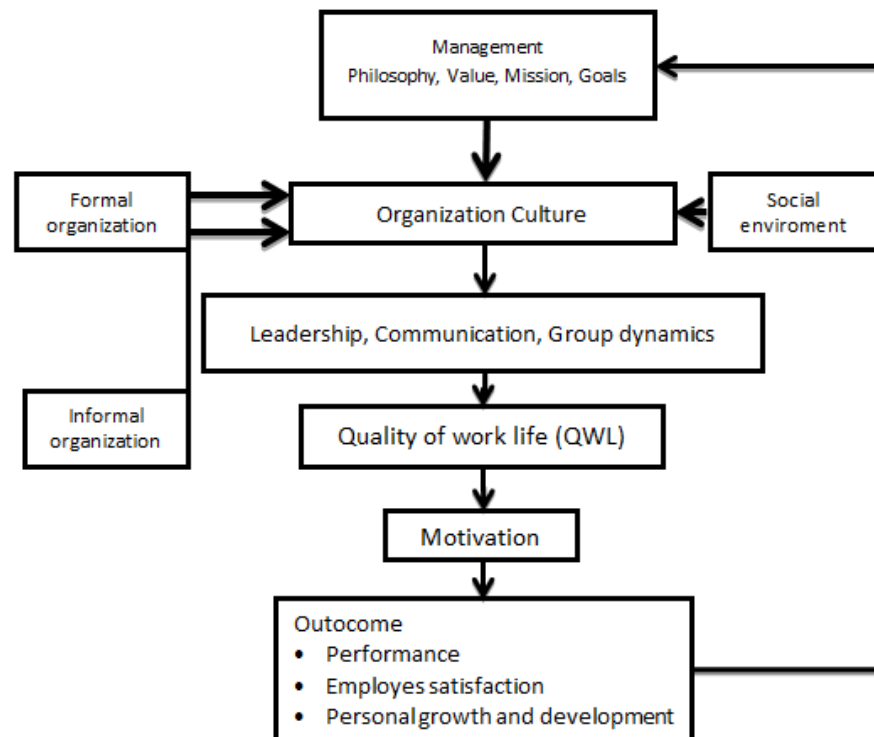 Management
Philosophy, Value, Mission, Goals
Formal
organization
Organization Culture
Social
enviroment
Leadership, Communication, Group dynamics
Informal
organization
Quality of work life (QWL)
Motivation
Outocome
• Performance
• Employes satisfaction
• Personal growth and development